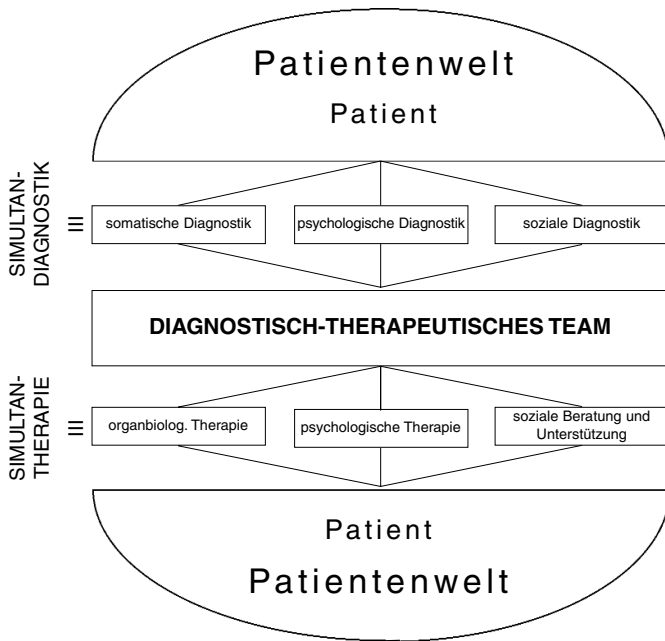 Patientenwelt
Patient
SIMULTAN-
DIAGNOSTIK
somatische Diagnostik
psychologische Diagnostik
soziale Diagnostik
DIAGNOSTISCH-THERAPEUTISCHES TEAM
SIMULTAN-
THERAPIE
organbiolog. Therapie
psychologische Therapie
soziale Beratung und
Unterstützung
Patient
Patientenwelt